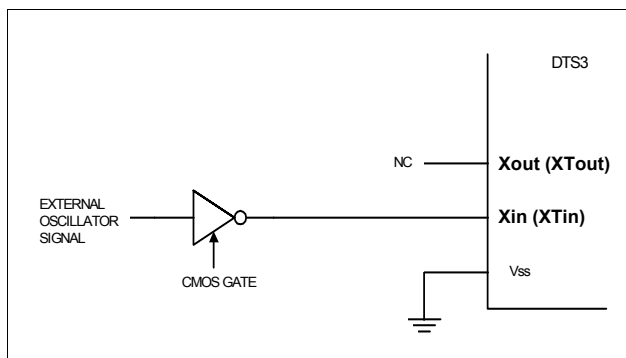 DTS3
NC
Xout (XTout)
EXTERNAL
OSCILLATOR
SIGNAL
Xin (XTin)
CMOS GATE
Vss